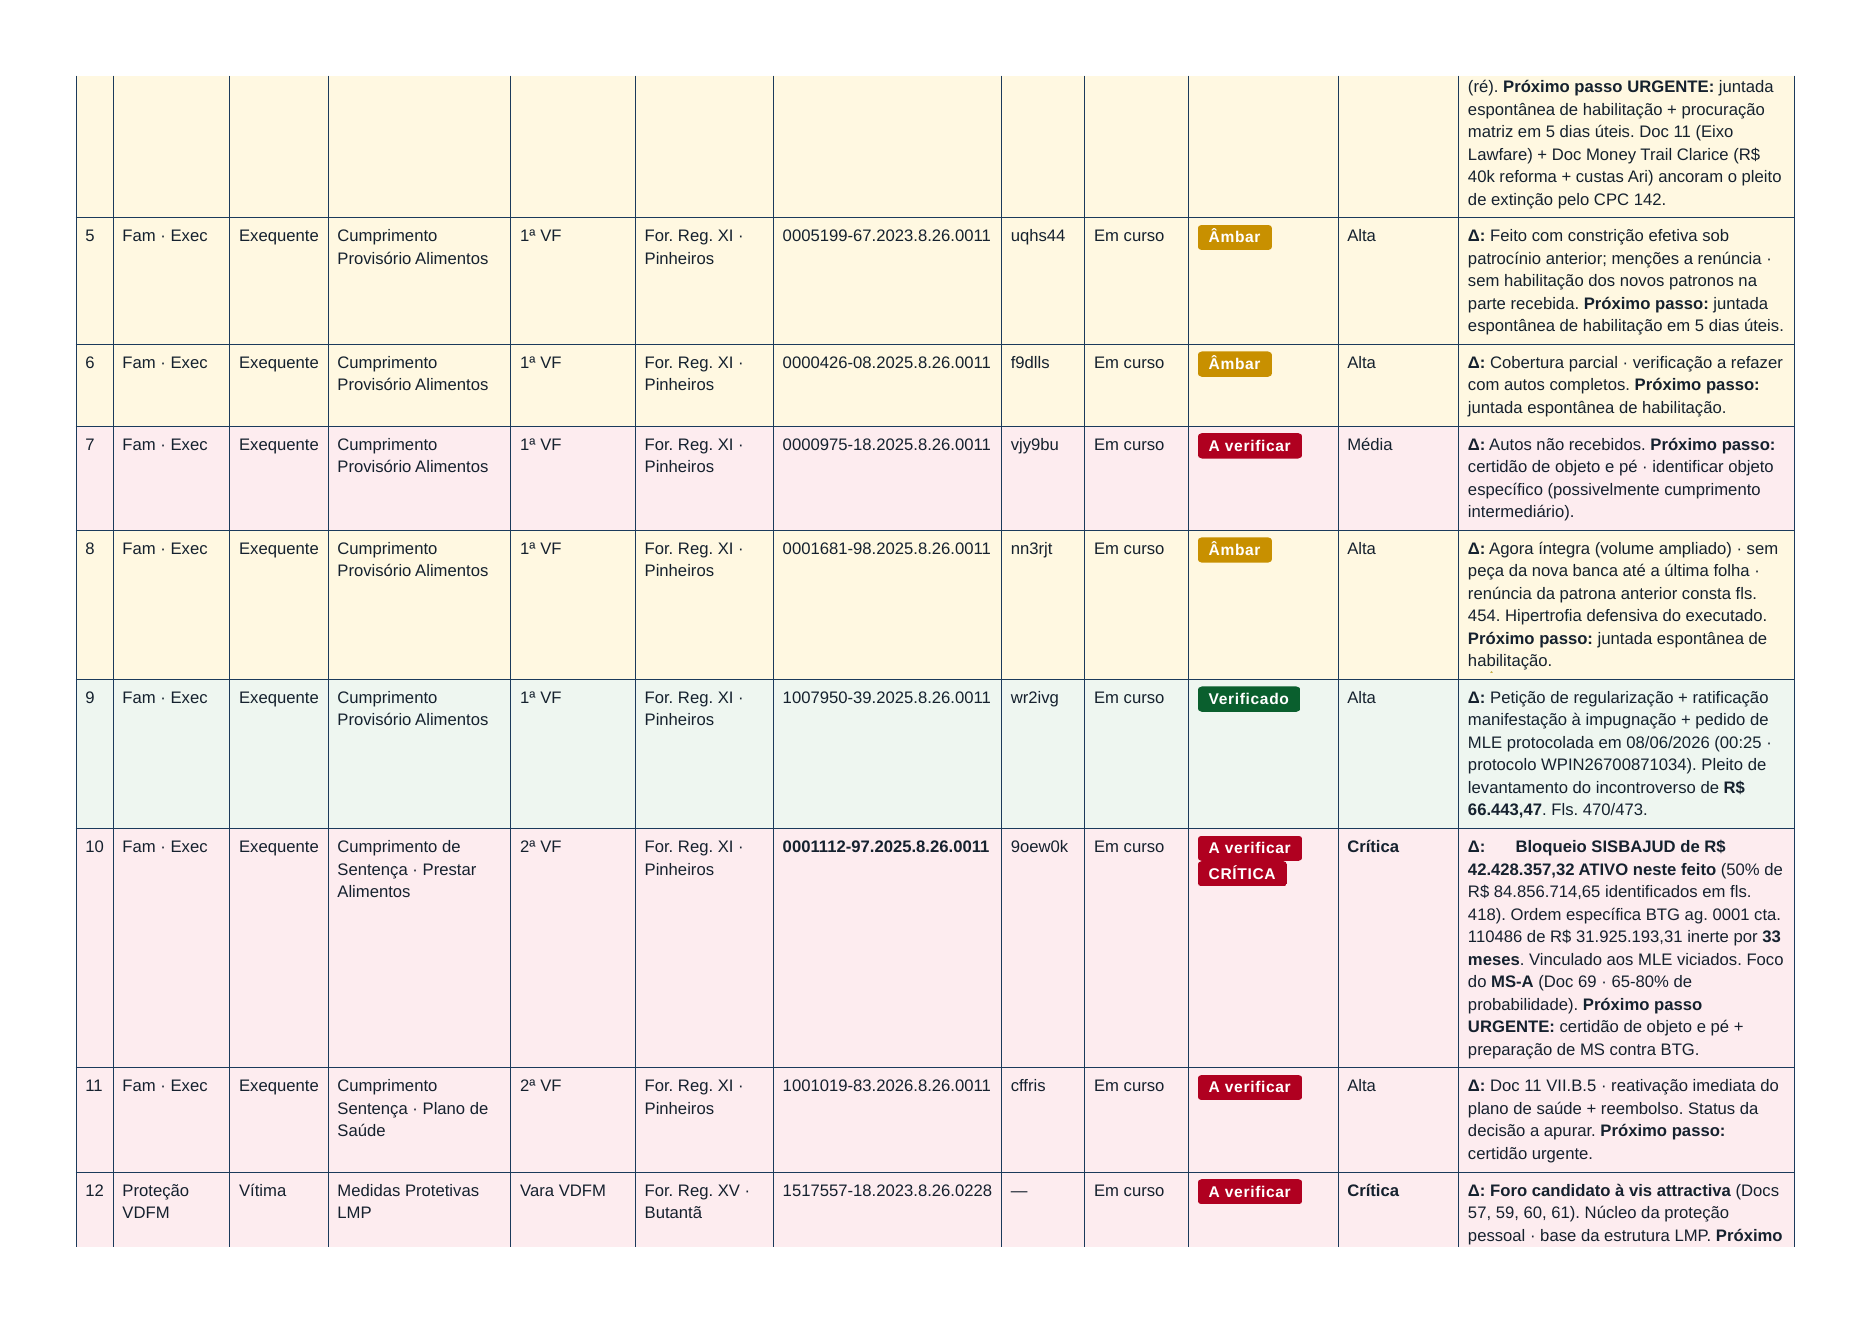 (ré). Próximo passo URGENTE: juntada
espontânea de habilitação + procuração
matriz em 5 dias úteis. Doc 11 (Eixo
Lawfare) + Doc Money Trail Clarice (R$
40k reforma + custas Ari) ancoram o pleito
de extinção pelo CPC 142.
5
Fam · Exec
Exequente
Cumprimento
Provisório Alimentos
1ª VF
For. Reg. XI ·
Pinheiros
0005199-67.2023.8.26.0011
uqhs44
Em curso
Âmbar
Alta
Δ: Feito com constrição efetiva sob
patrocínio anterior; menções a renúncia ·
sem habilitação dos novos patronos na
parte recebida. Próximo passo: juntada
espontânea de habilitação em 5 dias úteis.
6
Fam · Exec
Exequente
Cumprimento
Provisório Alimentos
1ª VF
For. Reg. XI ·
Pinheiros
0000426-08.2025.8.26.0011
f9dlls
Em curso
Âmbar
Alta
Δ: Cobertura parcial · verificação a refazer
com autos completos. Próximo passo:
juntada espontânea de habilitação.
7
Fam · Exec
Exequente
Cumprimento
Provisório Alimentos
1ª VF
For. Reg. XI ·
Pinheiros
0000975-18.2025.8.26.0011
vjy9bu
Em curso
A verificar
Média
Δ: Autos não recebidos. Próximo passo:
certidão de objeto e pé · identificar objeto
específico (possivelmente cumprimento
intermediário).
8
Fam · Exec
Exequente
Cumprimento
Provisório Alimentos
1ª VF
For. Reg. XI ·
Pinheiros
0001681-98.2025.8.26.0011
nn3rjt
Em curso
Âmbar
Alta
Δ: Agora íntegra (volume ampliado) · sem
peça da nova banca até a última folha ·
renúncia da patrona anterior consta fls.
454. Hipertrofia defensiva do executado.
Próximo passo: juntada espontânea de
habilitação.
9
Fam · Exec
Exequente
Cumprimento
Provisório Alimentos
1ª VF
For. Reg. XI ·
Pinheiros
1007950-39.2025.8.26.0011
wr2ivg
Em curso
Verificado
Alta
Δ: Petição de regularização + ratificação
manifestação à impugnação + pedido de
MLE protocolada em 08/06/2026 (00:25 ·
protocolo WPIN26700871034). Pleito de
levantamento do incontroverso de R$
66.443,47. Fls. 470/473.
10
Fam · Exec
Exequente
Cumprimento de
Sentença · Prestar
Alimentos
2ª VF
For. Reg. XI ·
Pinheiros
0001112-97.2025.8.26.0011
9oew0k
Em curso
A verificar
CRÍTICA
Crítica
Δ: Bloqueio SISBAJUD de R$
42.428.357,32 ATIVO neste feito (50% de
R$ 84.856.714,65 identificados em fls.
418). Ordem específica BTG ag. 0001 cta.
110486 de R$ 31.925.193,31 inerte por 33
meses. Vinculado aos MLE viciados. Foco
do MS-A (Doc 69 · 65-80% de
probabilidade). Próximo passo
URGENTE: certidão de objeto e pé +
preparação de MS contra BTG.
11
Fam · Exec
Exequente
Cumprimento
Sentença · Plano de
Saúde
2ª VF
For. Reg. XI ·
Pinheiros
1001019-83.2026.8.26.0011
cffris
Em curso
A verificar
Alta
Δ: Doc 11 VII.B.5 · reativação imediata do
plano de saúde + reembolso. Status da
decisão a apurar. Próximo passo:
certidão urgente.
12
Proteção
VDFM
Vítima
Medidas Protetivas
LMP
Vara VDFM
For. Reg. XV ·
Butantã
1517557-18.2023.8.26.0228
—
Em curso
A verificar
Crítica
Δ: Foro candidato à vis attractiva (Docs
57, 59, 60, 61). Núcleo da proteção
pessoal · base da estrutura LMP. Próximo